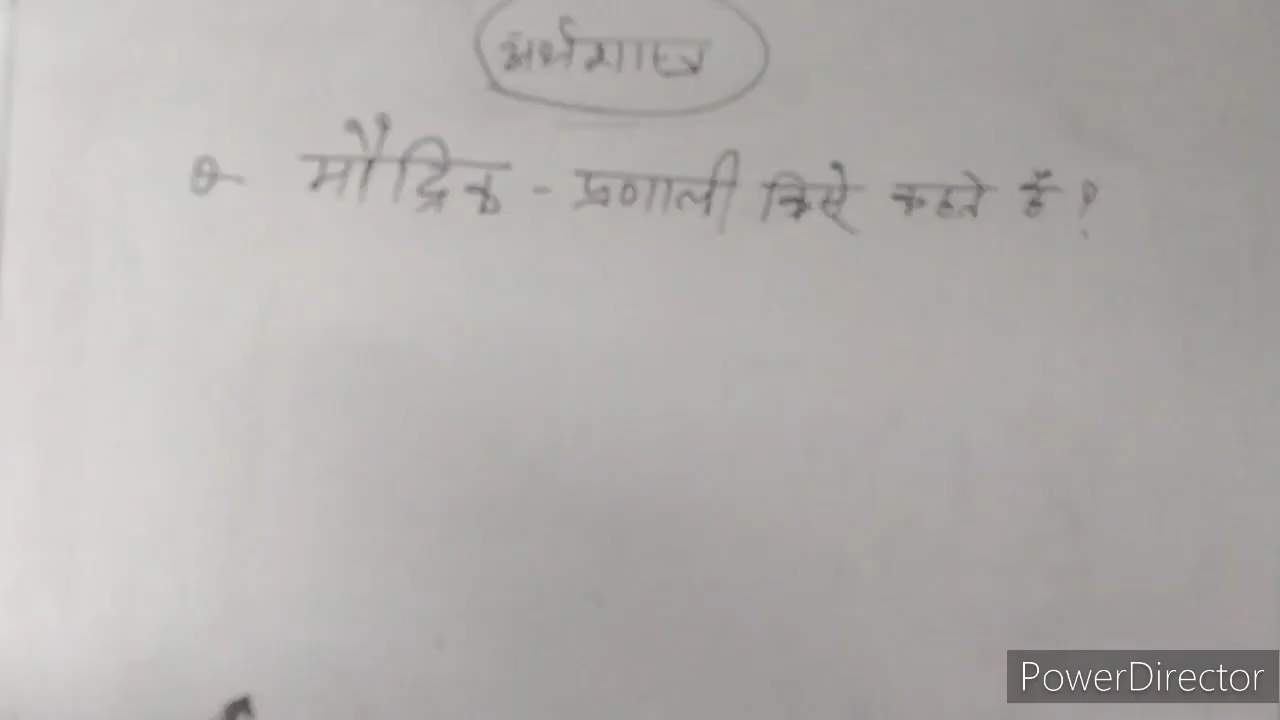 अर्थशास्त्र
Q- मौद्रिक - प्रणाली किसे कहते हैं?
PowerDirector